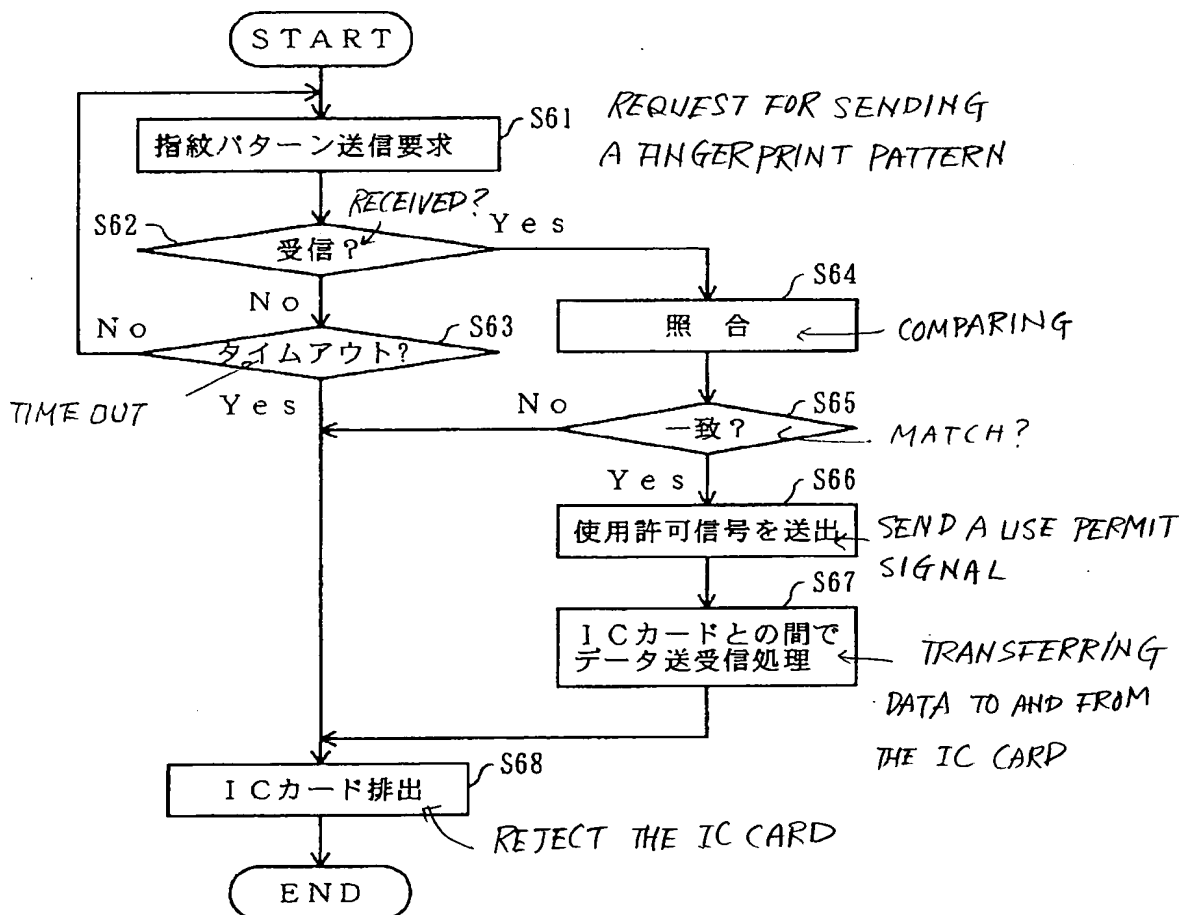 START
指紋パターン送信要求
S61
REQUEST FOR SENDING
A FINGERPRINT PATTERN
S62
受信?
RECEIVED?
Yes
No
S64
照 合
COMPARING
No
S63
タイムアウト?
TIME OUT
Yes
No
S65
一致?
MATCH?
Yes
S66
使用許可信号を送出
SEND A USE PERMIT
SIGNAL
S67
ICカードとの間で
データ送受信処理
TRANSFERRING
DATA TO AND FROM
THE IC CARD
S68
ICカード排出
REJECT THE IC CARD
END